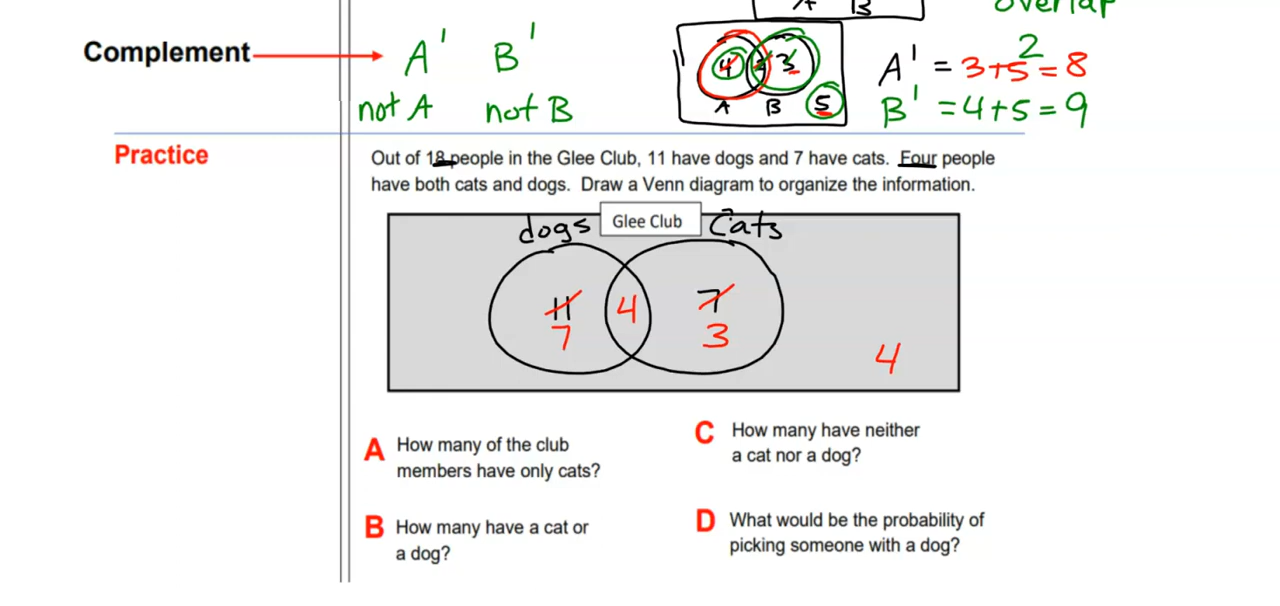 overlap
A B
Complement
A' B'
not A not B
4 2 3
A B 5
2
A' = 3+5 = 8
B' = 4+5 = 9
Practice
Out of 18 people in the Glee Club, 11 have dogs and 7 have cats. Four people
have both cats and dogs. Draw a Venn diagram to organize the information.
dogs Glee Club Cats
11 4 7
7 3
4
A How many of the club
members have only cats?
B How many have a cat or
a dog?
C How many have neither
a cat nor a dog?
D What would be the probability of
picking someone with a dog?